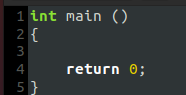 1 int main ()
2 {
3
4     return 0;
5 }